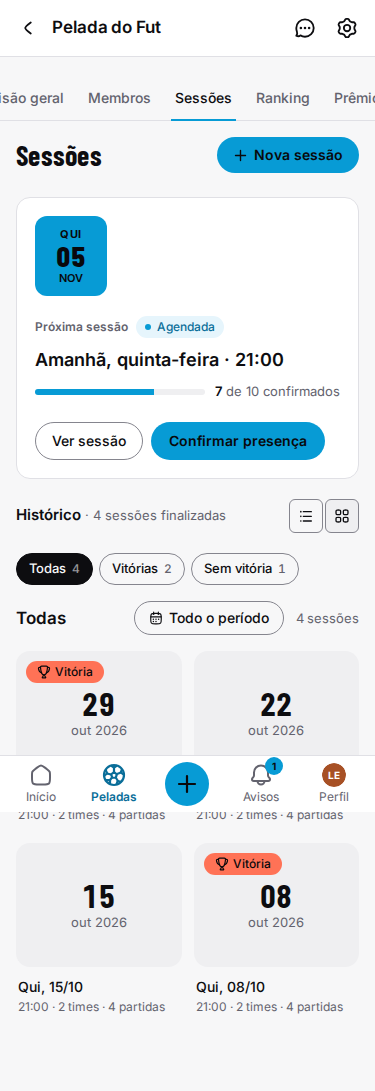 Pelada do Fut
isão geral Membros Sessões Ranking Prêmio
Sessões
Nova sessão
QUI
05
NOV
Próxima sessão Agendada
Amanhã, quinta-feira · 21:00
7 de 10 confirmados
Ver sessão Confirmar presença
Histórico · 4 sessões finalizadas
Todas 4 Vitórias 2 Sem vitória 1
Todas Todo o período 4 sessões
Vitória
29 22
out 2026 out 2026
1
LE
Início Peladas Avisos Perfil
21:00 · 2 times · 4 partidas 21:00 · 2 times · 4 partidas
Vitória
15 08
out 2026 out 2026
Qui, 15/10 Qui, 08/10
21:00 · 2 times · 4 partidas 21:00 · 2 times · 4 partidas